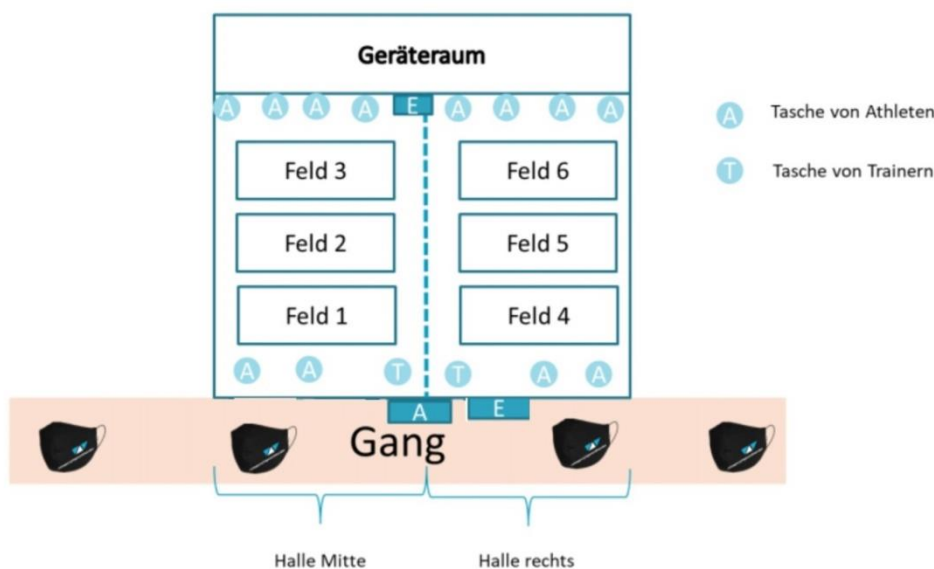 Geräteraum
A A A A E A A A A
A Tasche von Athleten
T Tasche von Trainern
Feld 3 Feld 6
Feld 2 Feld 5
Feld 1 Feld 4
A A T T A A
A E
Gang
Halle Mitte Halle rechts